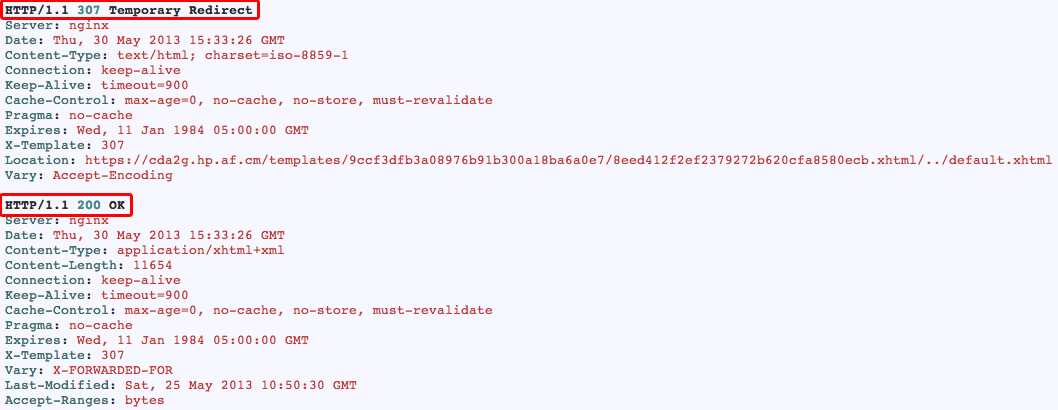 HTTP/1.1 307 Temporary Redirect
Server: nginx
Date: Thu, 30 May 2013 15:33:26 GMT
Content-Type: text/html; charset=iso-8859-1
Connection: keep-alive
Keep-Alive: timeout=900
Cache-Control: max-age=0, no-cache, no-store, must-revalidate
Pragma: no-cache
Expires: Wed, 11 Jan 1984 05:00:00 GMT
X-Template: 307
Location: https://cda2g.hp.af.cm/templates/9ccf3dfb3a08976b91b300a18ba6a0e7/8eed412f2ef2379272b620cfa8580ecb.xhtml/../default.xhtml
Vary: Accept-Encoding
HTTP/1.1 200 OK
Server: nginx
Date: Thu, 30 May 2013 15:33:26 GMT
Content-Type: application/xhtml+xml
Content-Length: 11654
Connection: keep-alive
Keep-Alive: timeout=900
Cache-Control: max-age=0, no-cache, no-store, must-revalidate
Pragma: no-cache
Expires: Wed, 11 Jan 1984 05:00:00 GMT
X-Template: 307
Vary: X-FORWARDED-FOR
Last-Modified: Sat, 25 May 2013 10:50:30 GMT
Accept-Ranges: bytes